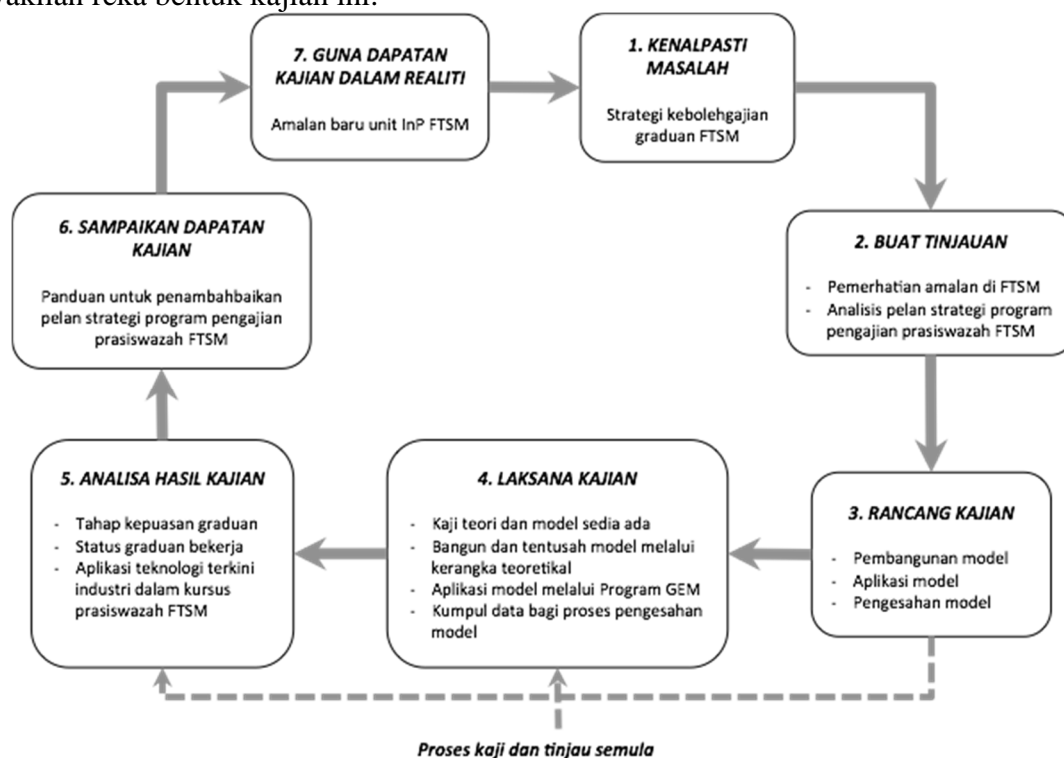 reka bentuk kajian ini.
7. GUNA DAPATAN
KAJIAN DALAM REALITI
Amalan baru unit InP FTSM
1. KENALPASTI
MASALAH
Strategi kebolehgajian
graduan FTSM
6. SAMPAIKAN DAPATAN
KAJIAN
Panduan untuk penambahbaikan
pelan strategi program pengajian
prasiswazah FTSM
2. BUAT TINJAUAN
- Pemerhatian amalan di FTSM
- Analisis pelan strategi program
pengajian prasiswazah FTSM
5. ANALISA HASIL KAJIAN
- Tahap kepuasan graduan
- Status graduan bekerja
- Aplikasi teknologi terkini
industri dalam kursus
prasiswazah FTSM
4. LAKSANA KAJIAN
- Kaji teori dan model sedia ada
- Bangun dan tentusah model melalui
kerangka teoretikal
- Aplikasi model melalui Program GEM
- Kumpul data bagi proses pengesahan
model
3. RANCANG KAJIAN
- Pembangunan model
- Aplikasi model
- Pengesahan model
Proses kaji dan tinjau semula